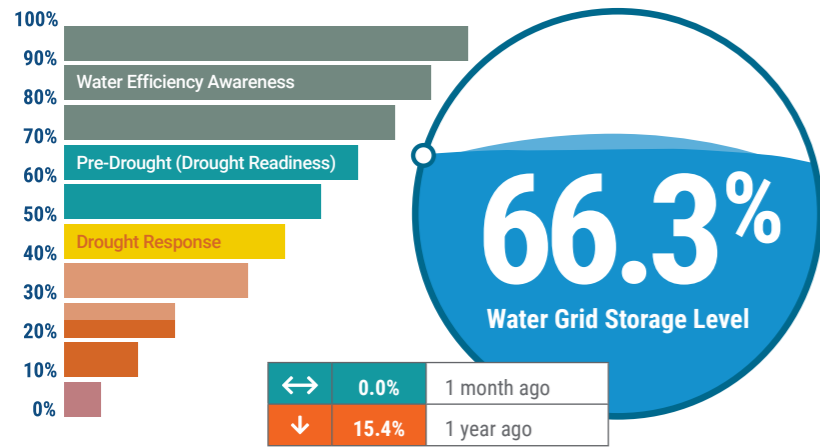 100%
90%
Water Efficiency Awareness
80%
70%
Pre-Drought (Drought Readiness)
60%
50%
Drought Response
40%
30%
20%
10%
0%
66.3%
Water Grid Storage Level
0.0% 1 month ago
15.4% 1 year ago